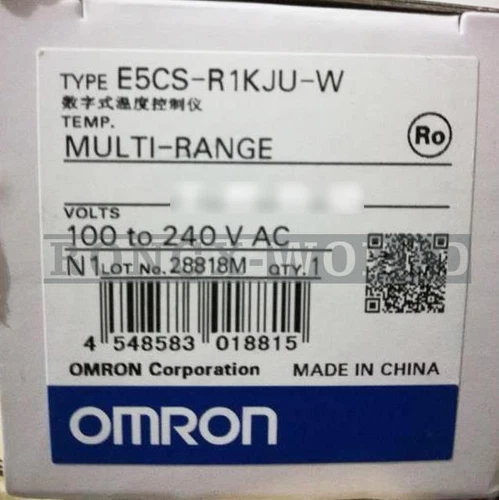 TYPE E5CS-R1KJU-W
数字式温度控制仪
TEMP.
MULTI-RANGE
Ro
VOLTS
100 to 240 V AC
N1 LOT No. 28818M QTY. 1
4 548583 018815
OMRON Corporation MADE IN CHINA
OMRON